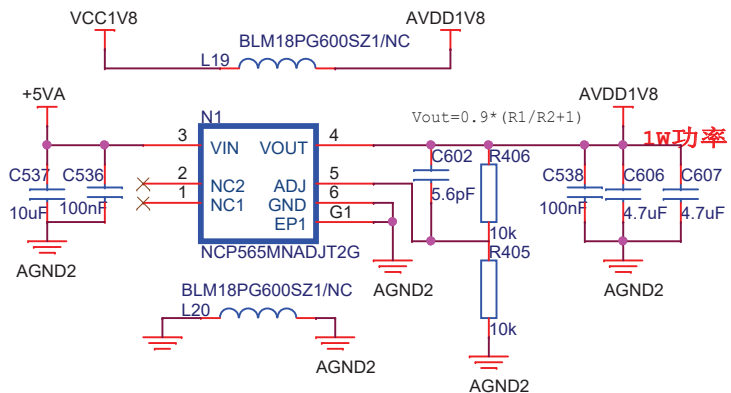 VCC1V8
AVDD1V8
BLM18PG600SZ1/NC
L19
+5VA
AVDD1V8
N1
Vout=0.9*(R1/R2+1)
1W功率
3
VIN
VOUT
4
C537
C536
C602
R406
C538
C606
C607
2
NC2
ADJ
5
1
NC1
GND
6
10uF
100nF
5.6pF
100nF
4.7uF
4.7uF
EP1
G1
10k
NCP565MNADJT2G
R405
AGND2
AGND2
AGND2
BLM18PG600SZ1/NC
L20
10k
AGND2
AGND2